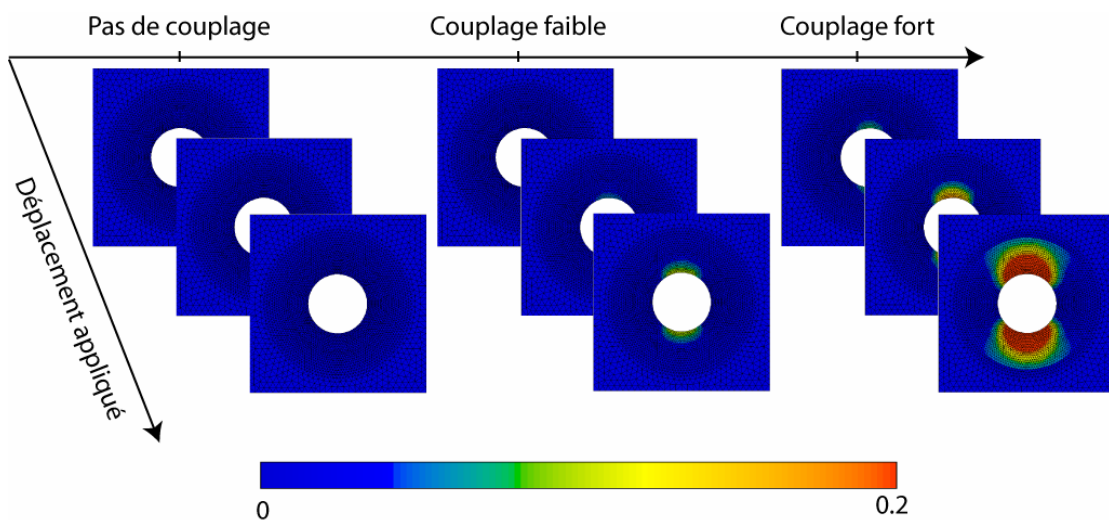 Pas de couplage
Couplage faible
Couplage fort
Déplacement appliqué
0
0.2